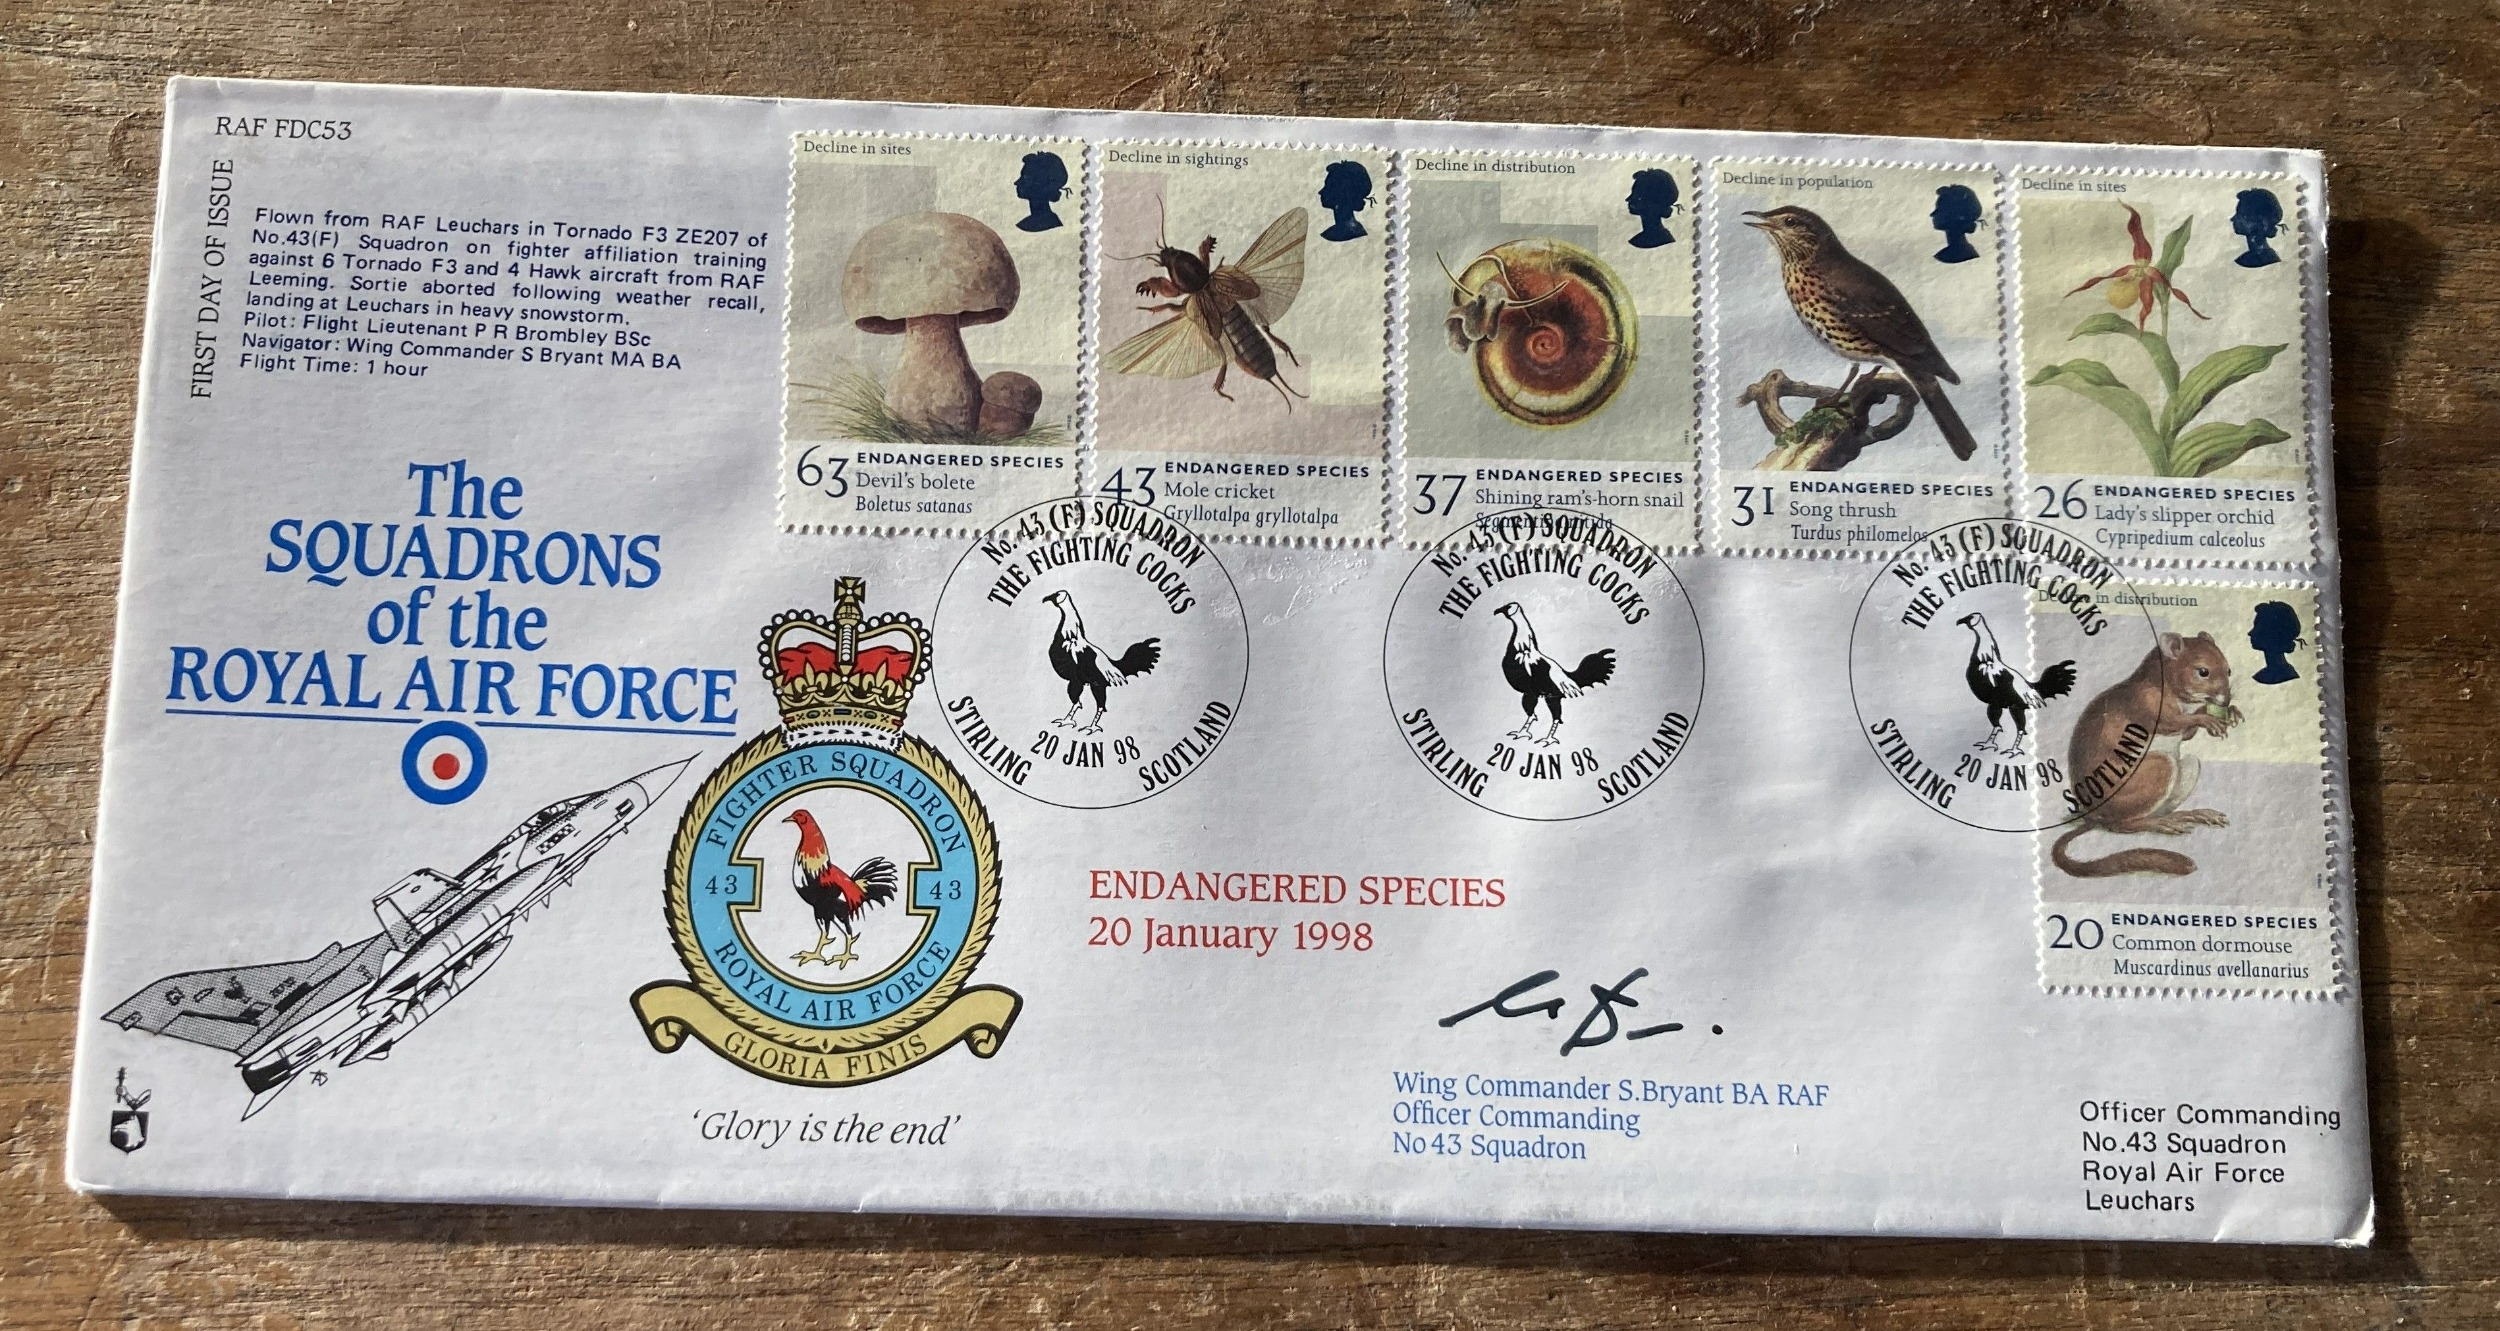 RAF FDC53
FIRST DAY OF ISSUE
Flown from RAF Leuchars in Tornado F3 ZE207 of
No.43(F) Squadron on fighter affiliation training
against 6 Tornado F3 and 4 Hawk aircraft from RAF
Leeming. Sortie aborted following weather recall,
landing at Leuchars in heavy snowstorm.
Pilot: Flight Lieutenant P R Brombley BSc
Navigator: Wing Commander S Bryant MA BA
Flight Time: 1 hour
The
SQUADRONS
of the
ROYAL AIR FORCE
Decline in sites
63 ENDANGERED SPECIES
Devil's bolete
Boletus satanas
Decline in sightings
43 ENDANGERED SPECIES
Mole cricket
Gryllotalpa gryllotalpa
Decline in distribution
37 ENDANGERED SPECIES
Shining ram's-horn snail
Decline in population
31 ENDANGERED SPECIES
Song thrush
Turdus philomelos
Decline in sites
26 ENDANGERED SPECIES
Lady's slipper orchid
Cypripedium calceolus
Decline in distribution
20 ENDANGERED SPECIES
Common dormouse
Muscardinus avellanarius
No. 43 (F) SQUADRON
THE FIGHTING COCKS
20 JAN 98
STIRLING SCOTLAND
No. 43 (F) SQUADRON
THE FIGHTING COCKS
20 JAN 98
STIRLING SCOTLAND
No. 43 (F) SQUADRON
THE FIGHTING COCKS
20 JAN 98
STIRLING SCOTLAND
FIGHTER SQUADRON
43 43
ROYAL AIR FORCE
GLORIA FINIS
'Glory is the end'
ENDANGERED SPECIES
20 January 1998
Wing Commander S.Bryant BA RAF
Officer Commanding
No 43 Squadron
Officer Commanding
No.43 Squadron
Royal Air Force
Leuchars